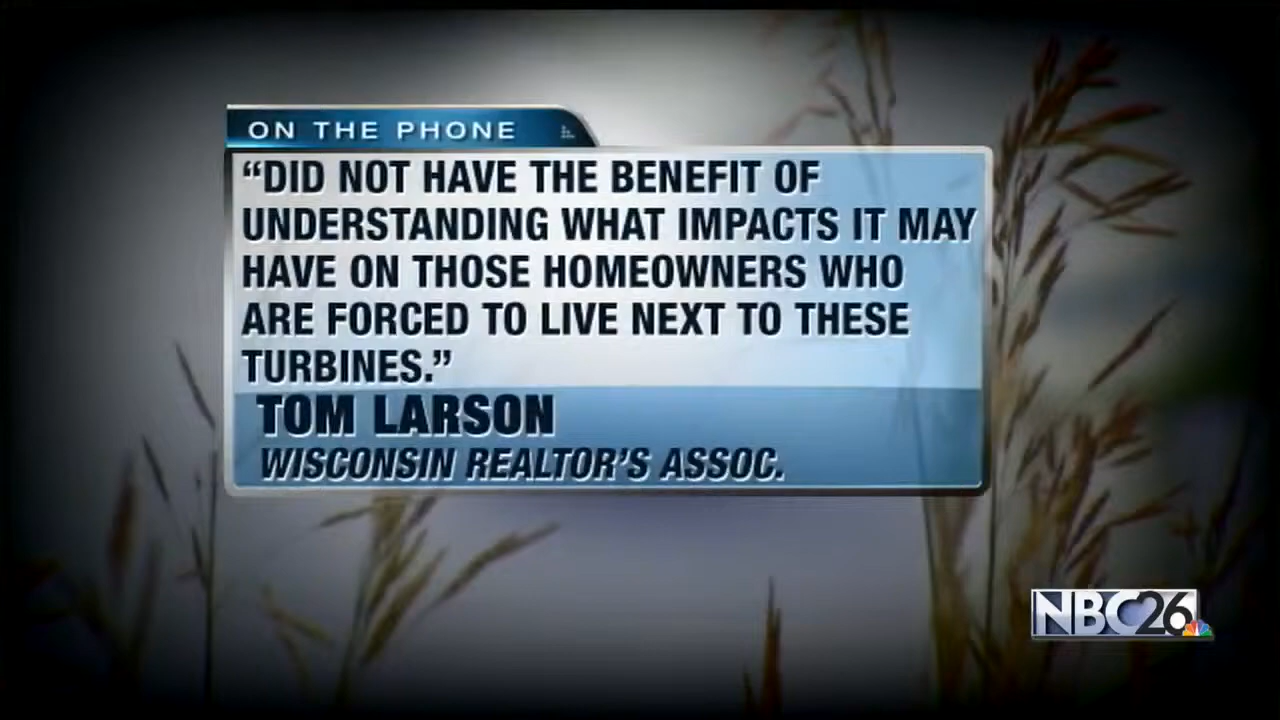 ON THE PHONE
“DID NOT HAVE THE BENEFIT OF
UNDERSTANDING WHAT IMPACTS IT MAY
HAVE ON THOSE HOMEOWNERS WHO
ARE FORCED TO LIVE NEXT TO THESE
TURBINES.”
TOM LARSON
WISCONSIN REALTOR’S ASSOC.
NBC26